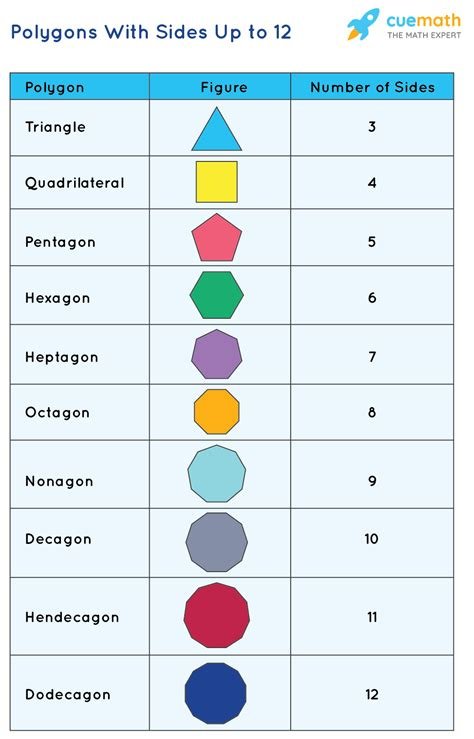 Polygons With Sides Up to 12
cuemath
THE MATH EXPERT
Polygon Figure Number of Sides
Triangle 3
Quadrilateral 4
Pentagon 5
Hexagon 6
Heptagon 7
Octagon 8
Nonagon 9
Decagon 10
Hendecagon 11
Dodecagon 12